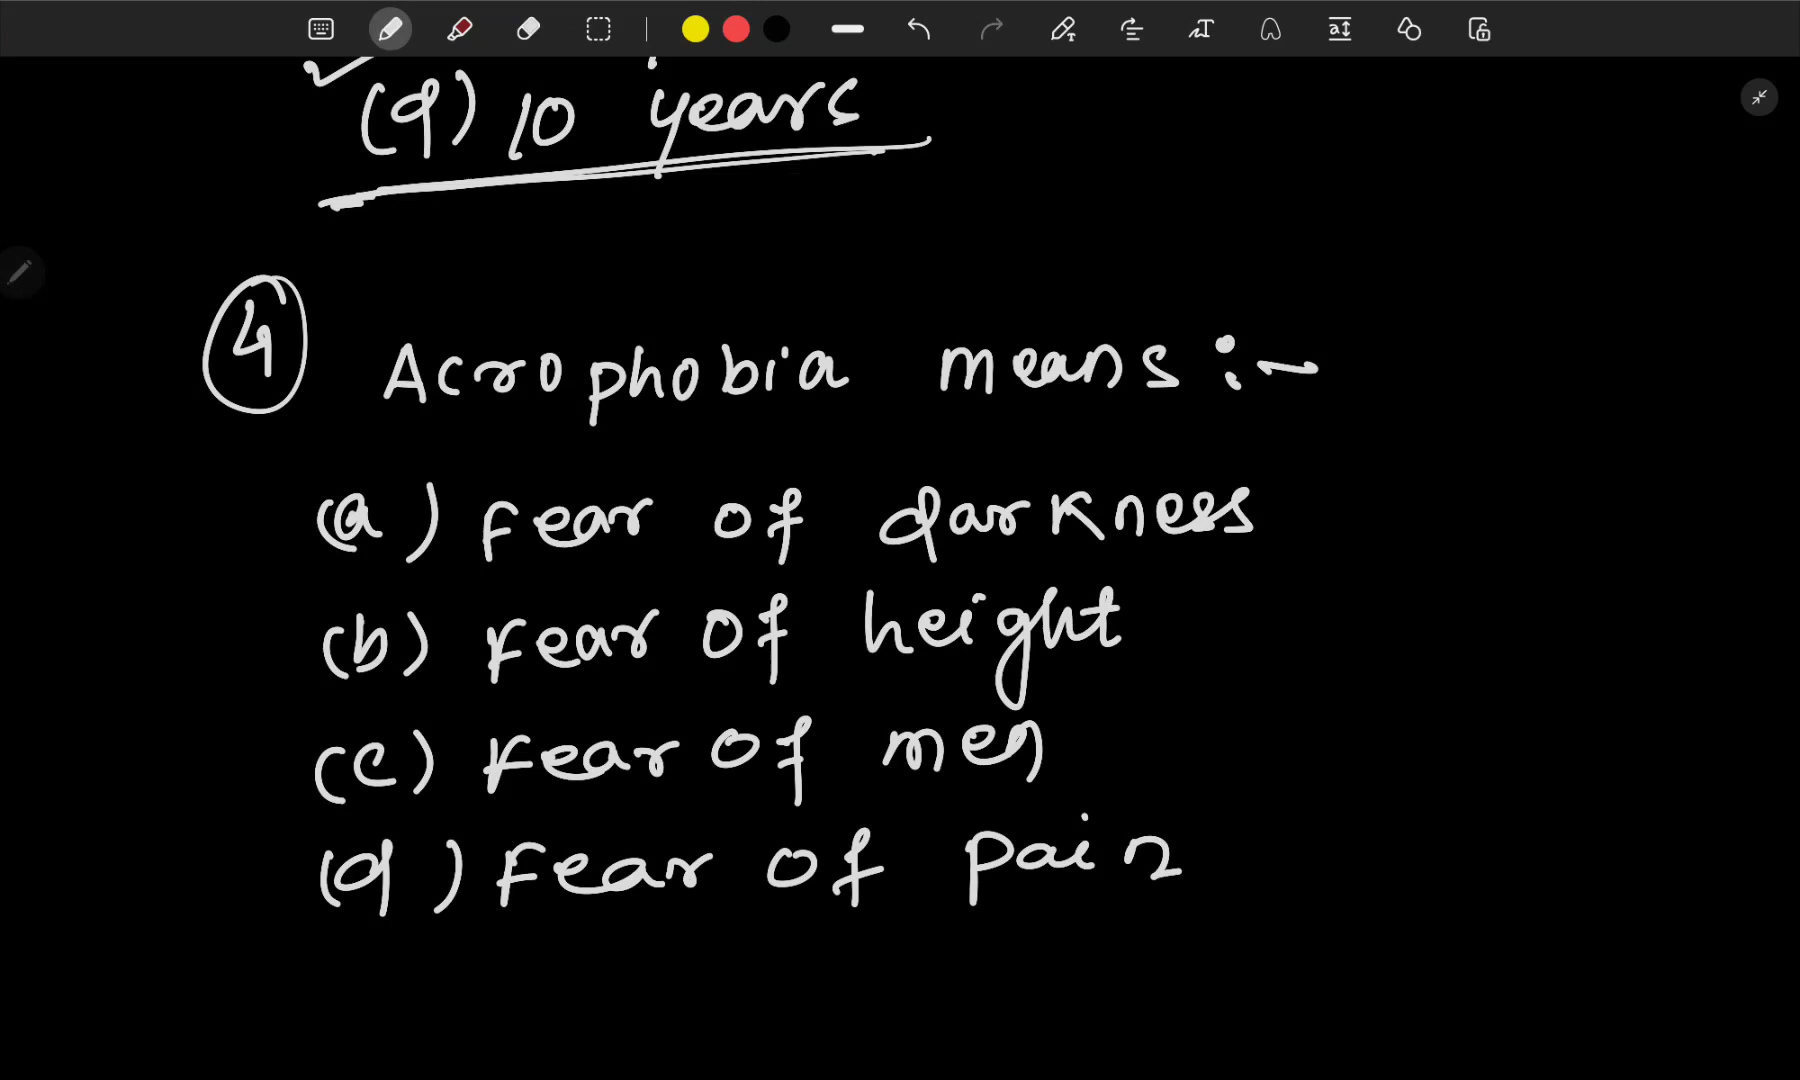 (d) 10 years
4 Acrophobia means :-
(a) Fear of darkness
(b) Fear of height
(c) Fear of men
(d) Fear of pain